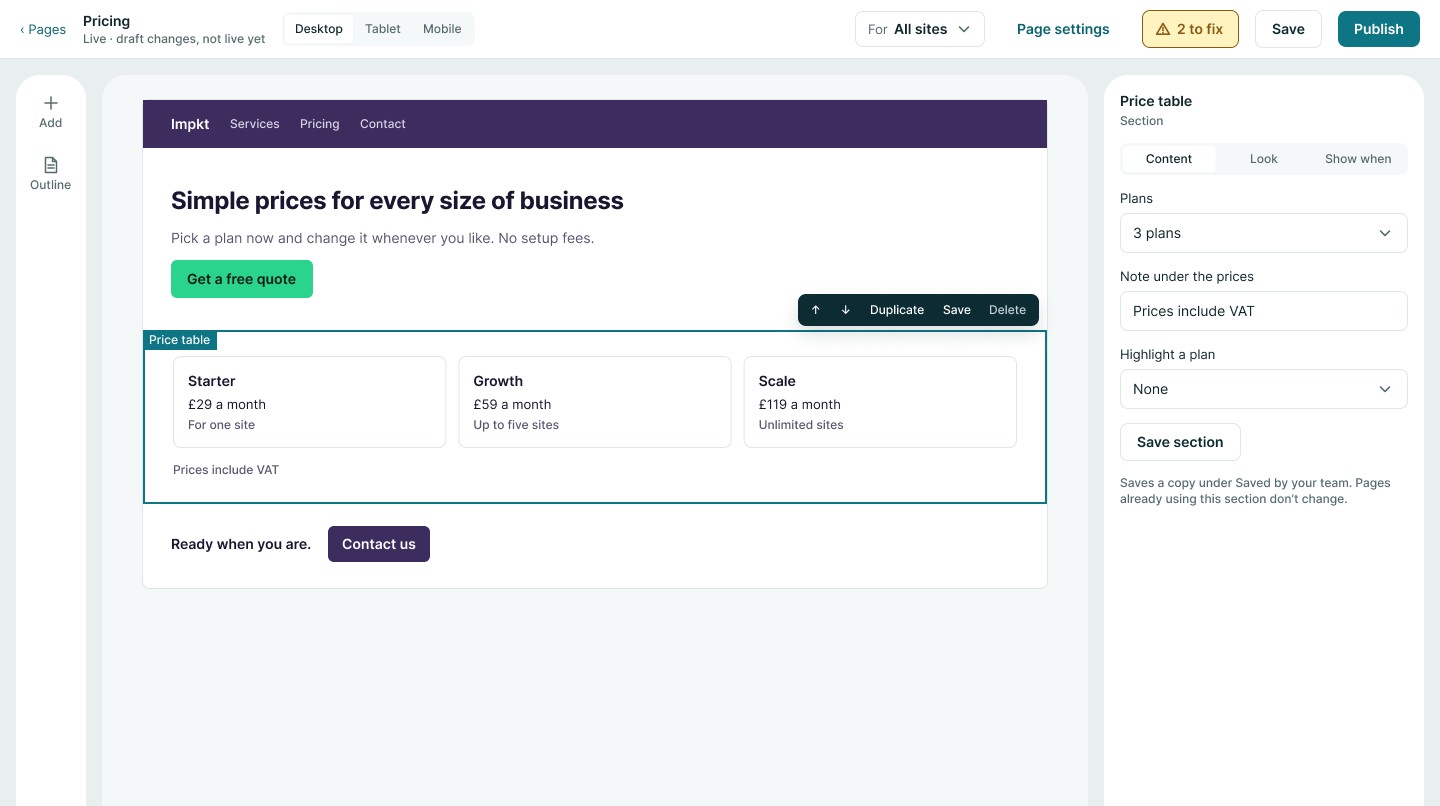 ‹ Pages
Pricing
Live · draft changes, not live yet
Desktop Tablet Mobile
For All sites
Page settings
2 to fix
Save
Publish
Add
Outline
Impkt Services Pricing Contact
Simple prices for every size of business
Pick a plan now and change it whenever you like. No setup fees.
Get a free quote
↑ ↓ Duplicate Save Delete
Price table
Starter
£29 a month
For one site
Growth
£59 a month
Up to five sites
Scale
£119 a month
Unlimited sites
Prices include VAT
Ready when you are. Contact us
Price table
Section
Content Look Show when
Plans
3 plans
Note under the prices
Prices include VAT
Highlight a plan
None
Save section
Saves a copy under Saved by your team. Pages
already using this section don’t change.